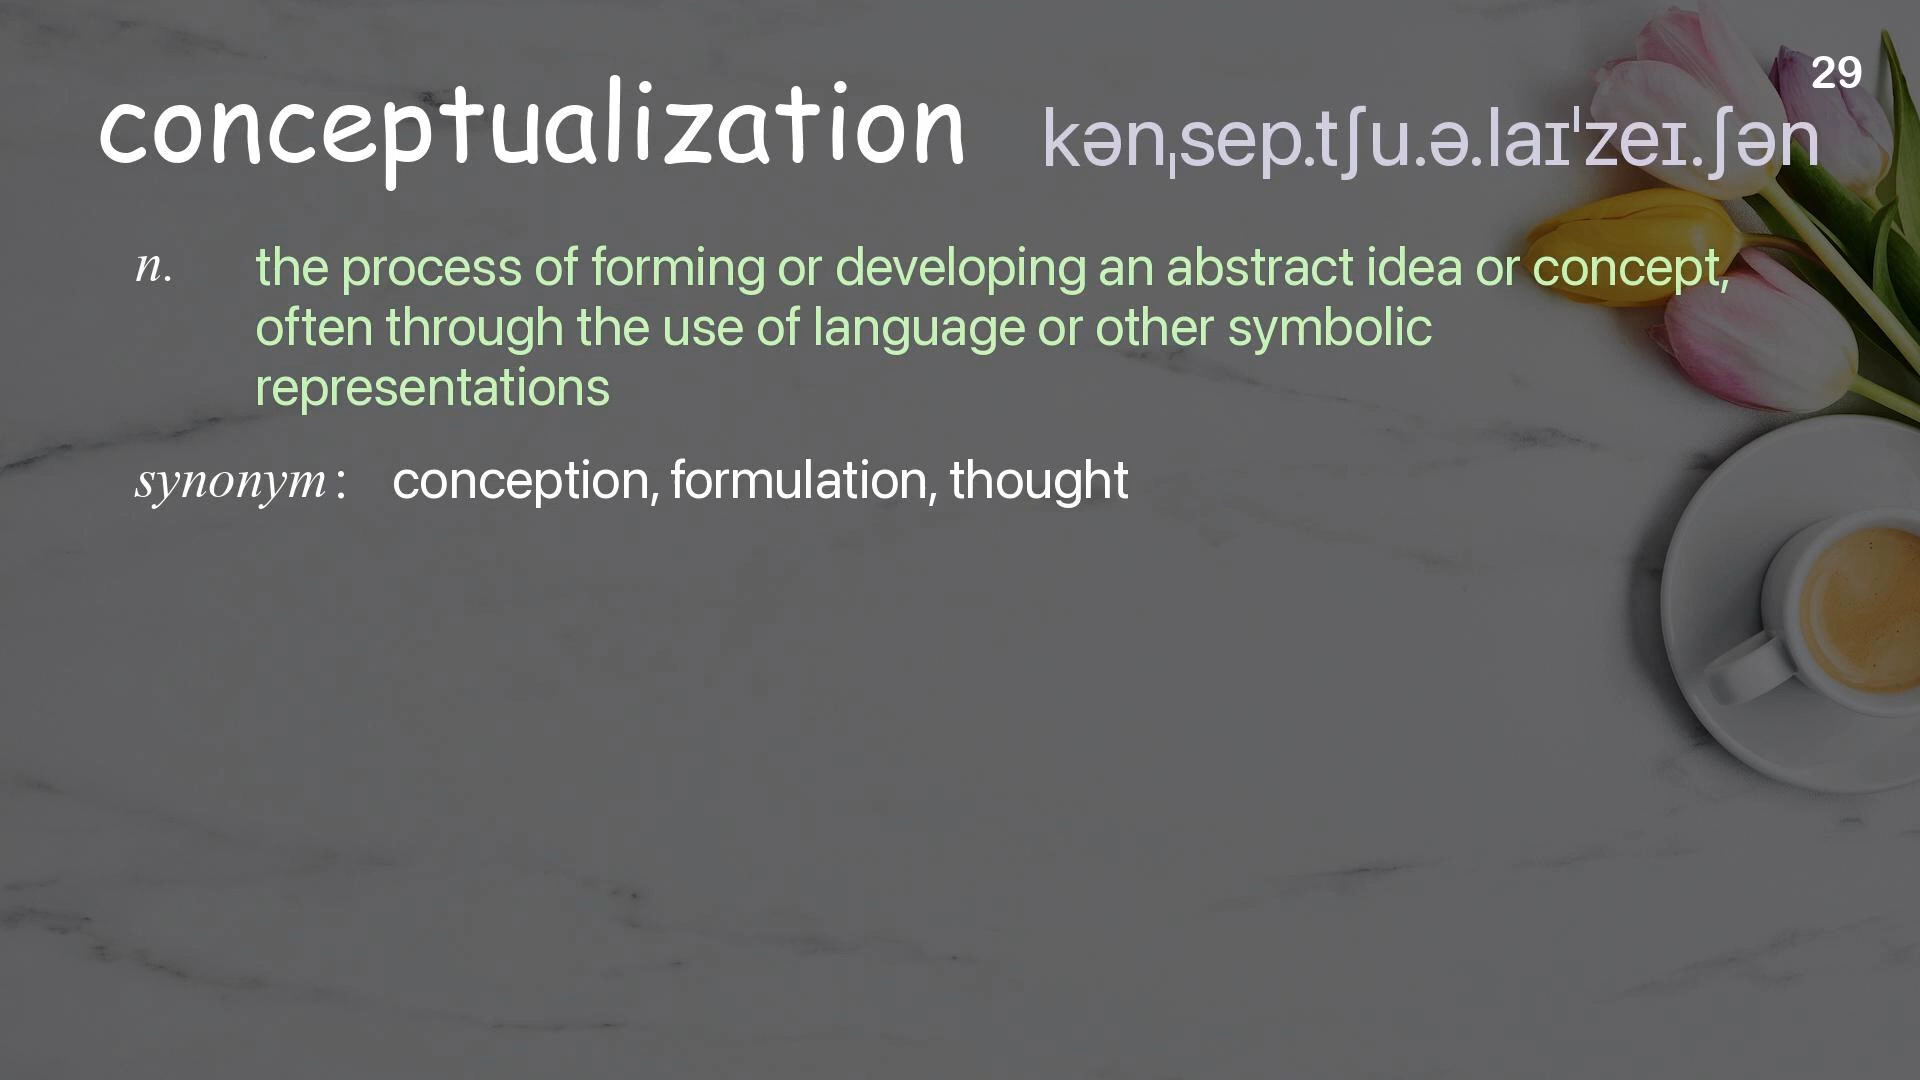 29
conceptualization kənˌsep.tʃu.ə.laɪˈzeɪ.ʃən
n. the process of forming or developing an abstract idea or concept,
often through the use of language or other symbolic
representations
synonym : conception, formulation, thought